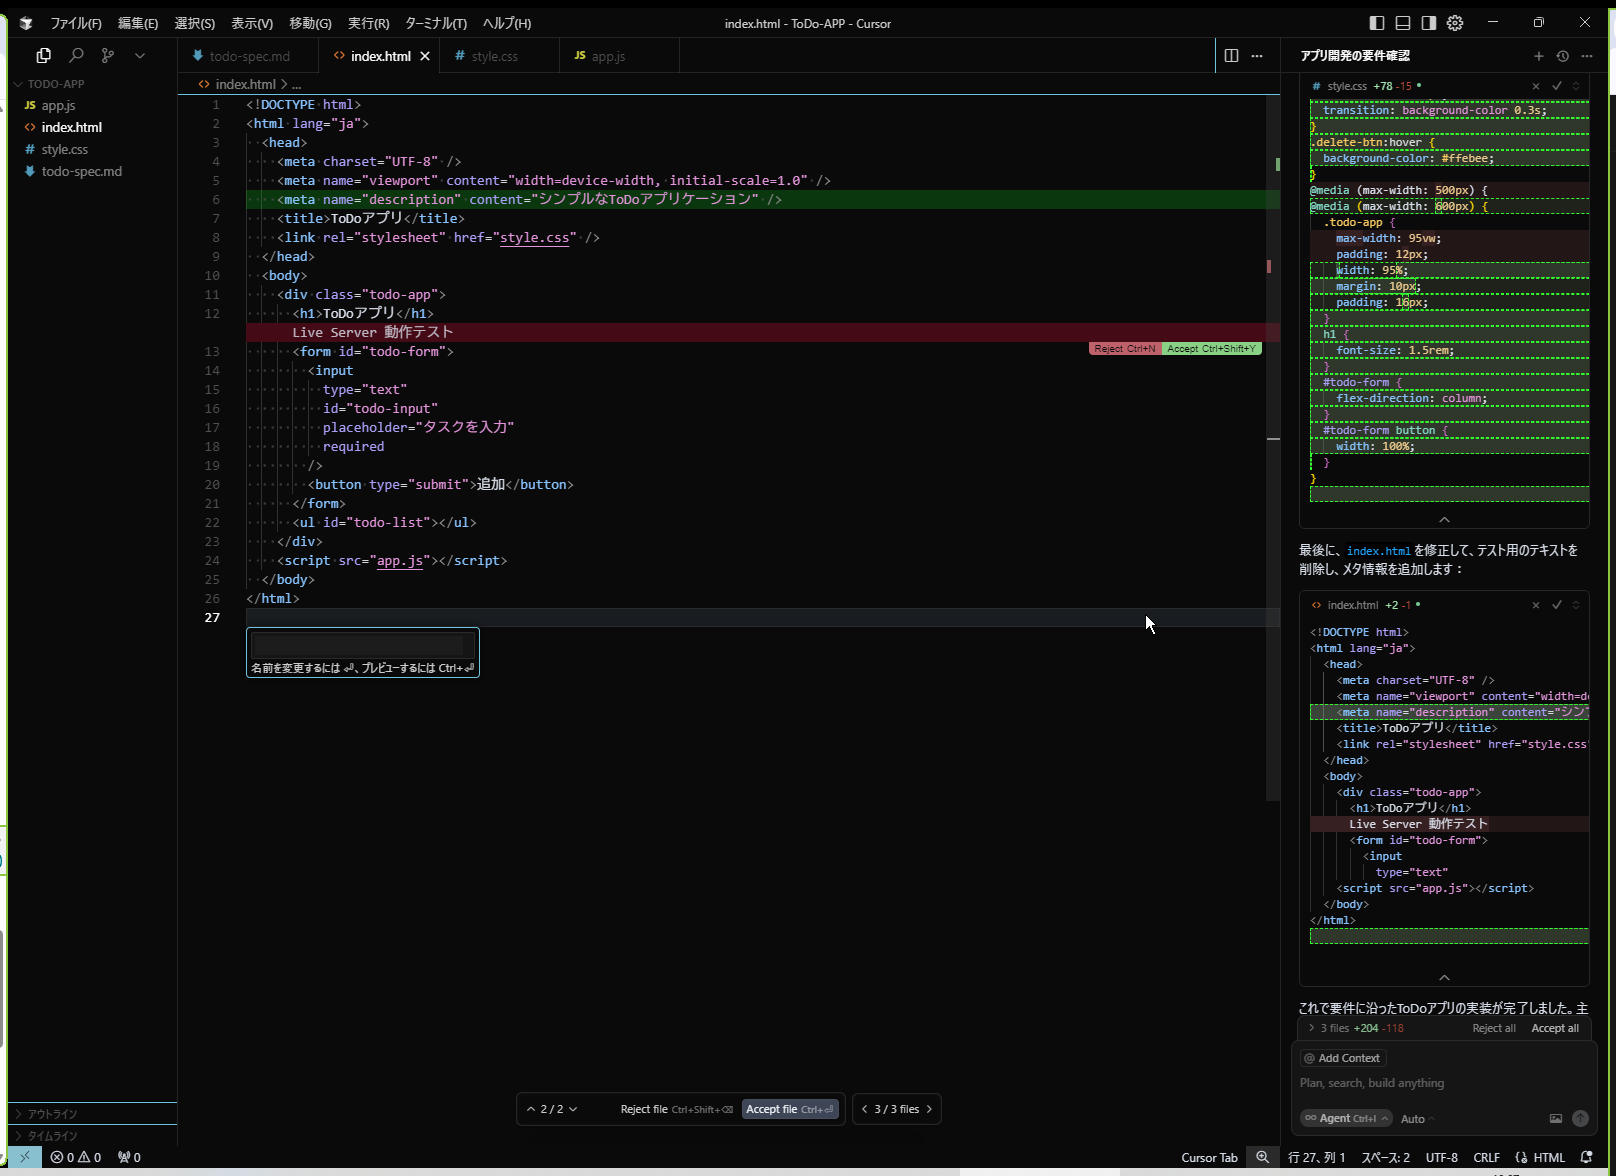 ファイル(F) 編集(E) 選択(S) 表示(V) 移動(G) 実行(R) ターミナル(T) ヘルプ(H)
index.html - ToDo-APP - Cursor
TODO-APP
JS app.js
<> index.html
# style.css
todo-spec.md
アウトライン
タイムライン
todo-spec.md
<> index.html
# style.css
JS app.js
<> index.html > ...
1 <!DOCTYPE html>
2 <html lang="ja">
3 <head>
4 <meta charset="UTF-8" />
5 <meta name="viewport" content="width=device-width, initial-scale=1.0" />
6 <meta name="description" content="シンプルなToDoアプリケーション" />
7 <title>ToDoアプリ</title>
8 <link rel="stylesheet" href="style.css" />
9 </head>
10 <body>
11 <div class="todo-app">
12 <h1>ToDoアプリ</h1>
Live Server 動作テスト
13 <form id="todo-form">
Reject Ctrl+N Accept Ctrl+Shift+Y
14 <input
15 type="text"
16 id="todo-input"
17 placeholder="タスクを入力"
18 required
19 />
20 <button type="submit">追加</button>
21 </form>
22 <ul id="todo-list"></ul>
23 </div>
24 <script src="app.js"></script>
25 </body>
26 </html>
27
名前を変更するには ⏎、プレビューするには Ctrl+⏎
2 / 2 Reject file Ctrl+Shift+⌫ Accept file Ctrl+⏎
< 3 / 3 files >
アプリ開発の要件確認
# style.css +78 -15
transition: background-color 0.3s;
}
.delete-btn:hover {
background-color: #ffebee;
}
@media (max-width: 500px) {
@media (max-width: 600px) {
.todo-app {
max-width: 95vw;
padding: 12px;
width: 95%;
margin: 10px;
padding: 16px;
}
h1 {
font-size: 1.5rem;
}
#todo-form {
flex-direction: column;
}
#todo-form button {
width: 100%;
}
}
最後に、index.html を修正して、テスト用のテキストを
削除し、メタ情報を追加します：
<> index.html +2 -1
<!DOCTYPE html>
<html lang="ja">
<head>
<meta charset="UTF-8" />
<meta name="viewport" content="width=de
<meta name="description" content="シン
<title>ToDoアプリ</title>
<link rel="stylesheet" href="style.css"
</head>
<body>
<div class="todo-app">
<h1>ToDoアプリ</h1>
Live Server 動作テスト
<form id="todo-form">
<input
type="text"
<script src="app.js"></script>
</body>
</html>
これで要件に沿ったToDoアプリの実装が完了しました。主
> 3 files +204 -118 Reject all Accept all
@ Add Context
Plan, search, build anything
∞ Agent Ctrl+I Auto
0 0 0
Cursor Tab 行 27、列 1 スペース: 2 UTF-8 CRLF HTML